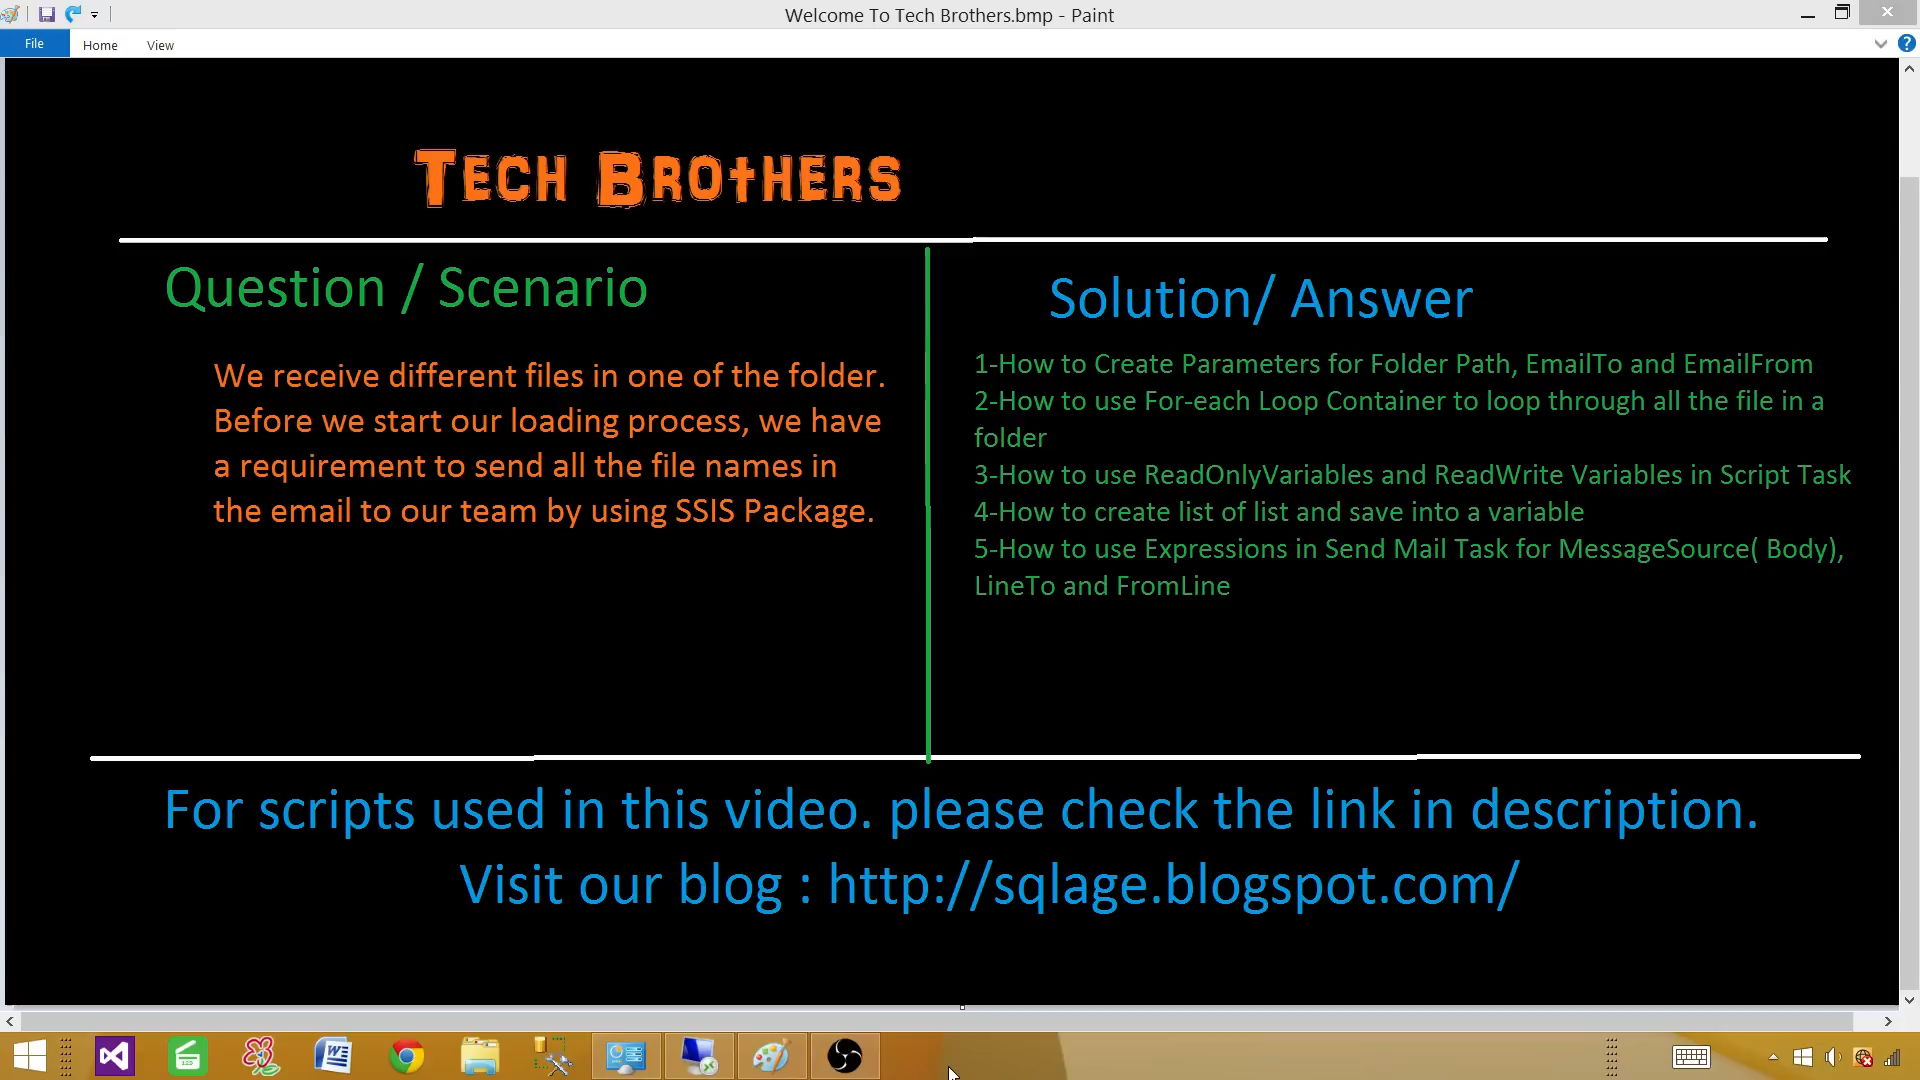 Welcome To Tech Brothers.bmp - Paint
File
Home
View
Tech Brothers
Question / Scenario
We receive different files in one of the folder.
Before we start our loading process, we have
a requirement to send all the file names in
the email to our team by using SSIS Package.
Solution/ Answer
1-How to Create Parameters for Folder Path, EmailTo and EmailFrom
2-How to use For-each Loop Container to loop through all the file in a
folder
3-How to use ReadOnlyVariables and ReadWrite Variables in Script Task
4-How to create list of list and save into a variable
5-How to use Expressions in Send Mail Task for MessageSource( Body),
LineTo and FromLine
For scripts used in this video. please check the link in description.
Visit our blog : http://sqlage.blogspot.com/